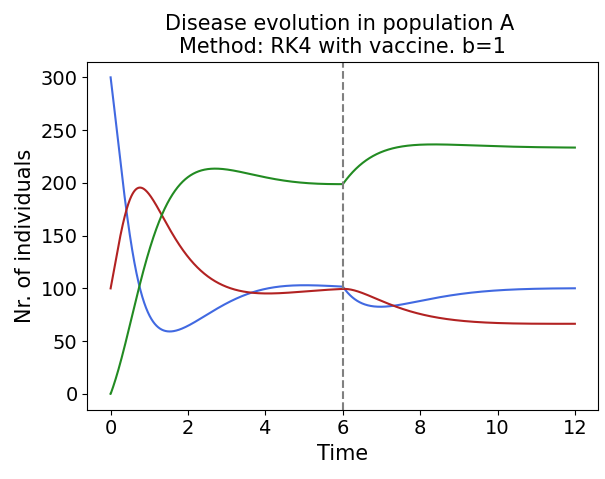 Disease evolution in population A
Method: RK4 with vaccine. b=1
Nr. of individuals
300
250
200
150
100
50
0
0 2 4 6 8 10 12
Time